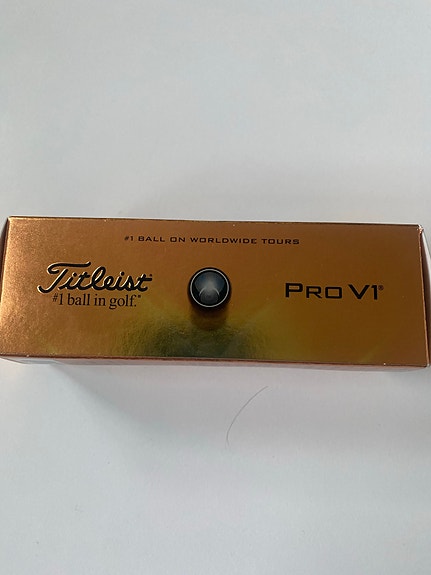 #1 BALL ON WORLDWIDE TOURS
Titleist®
#1 ball in golf.®
PRO V1®